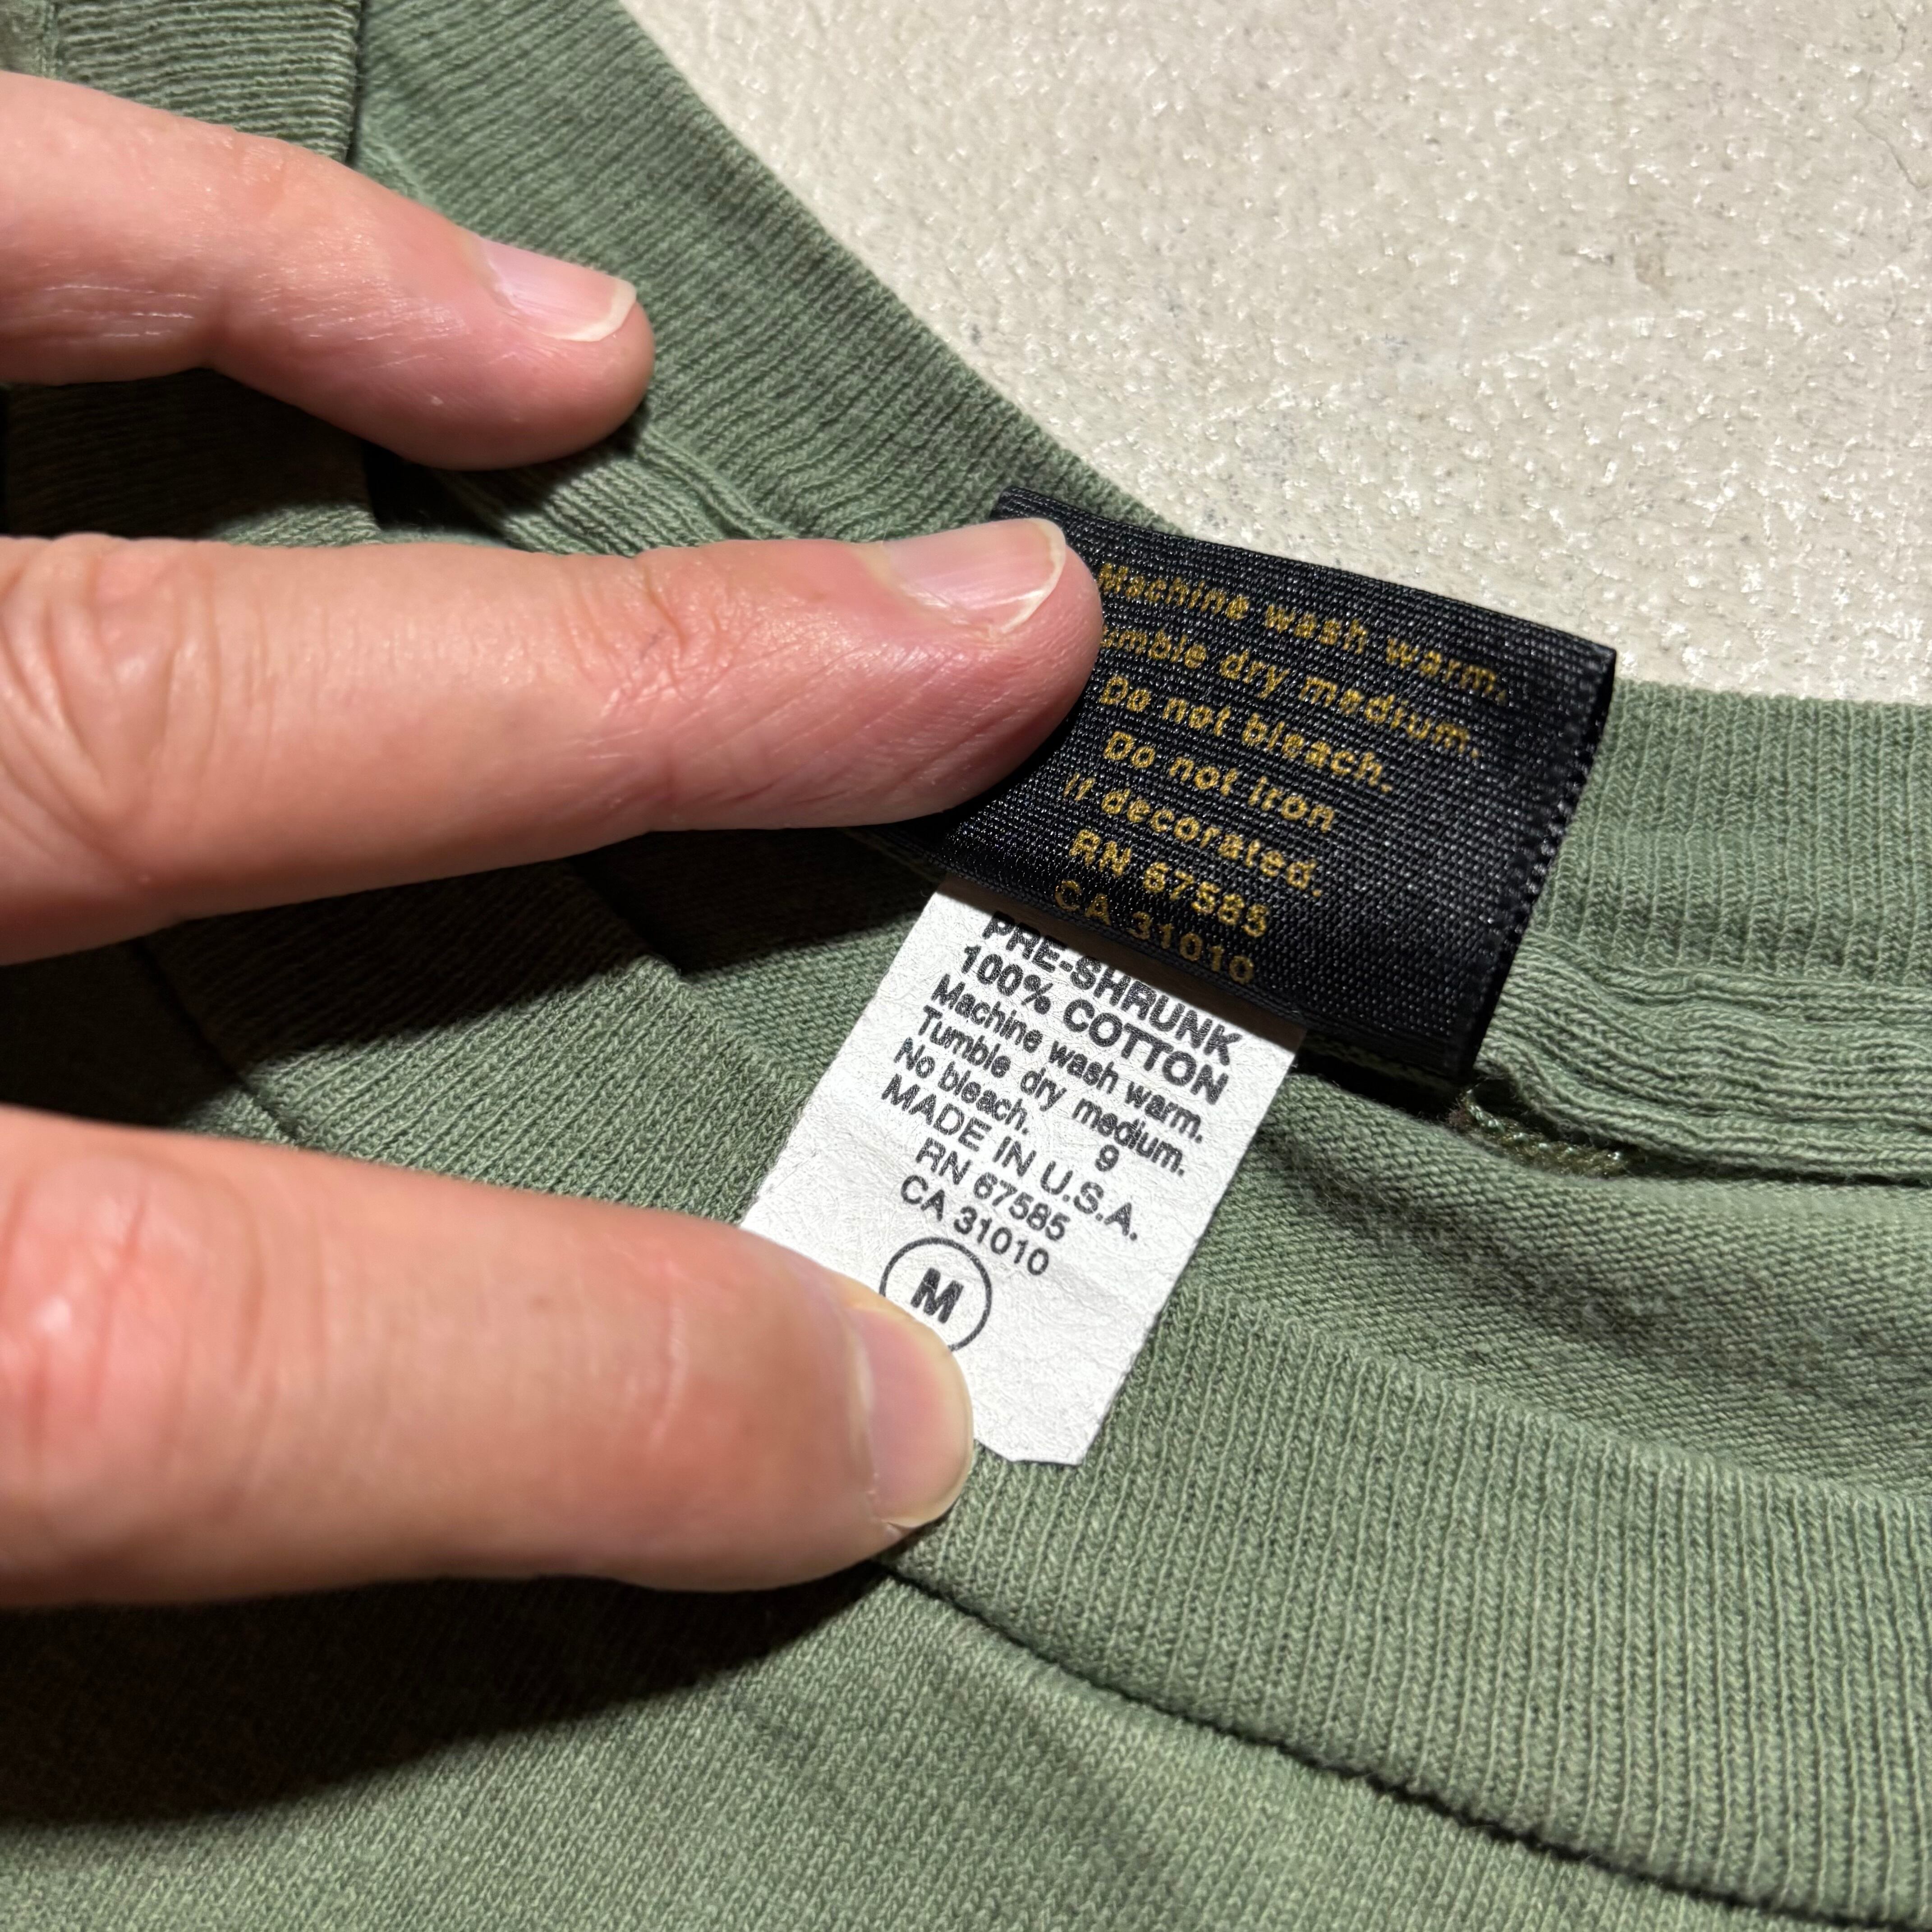 Machine wash warm.
umble dry medium.
Do not bleach.
Do not iron
if decorated.
RN 67585
CA 31010
PRE-SHRUNK
100% COTTON
Machine wash warm.
Tumble dry medium.
No bleach. 9
MADE IN U.S.A.
RN 67585
CA 31010
M